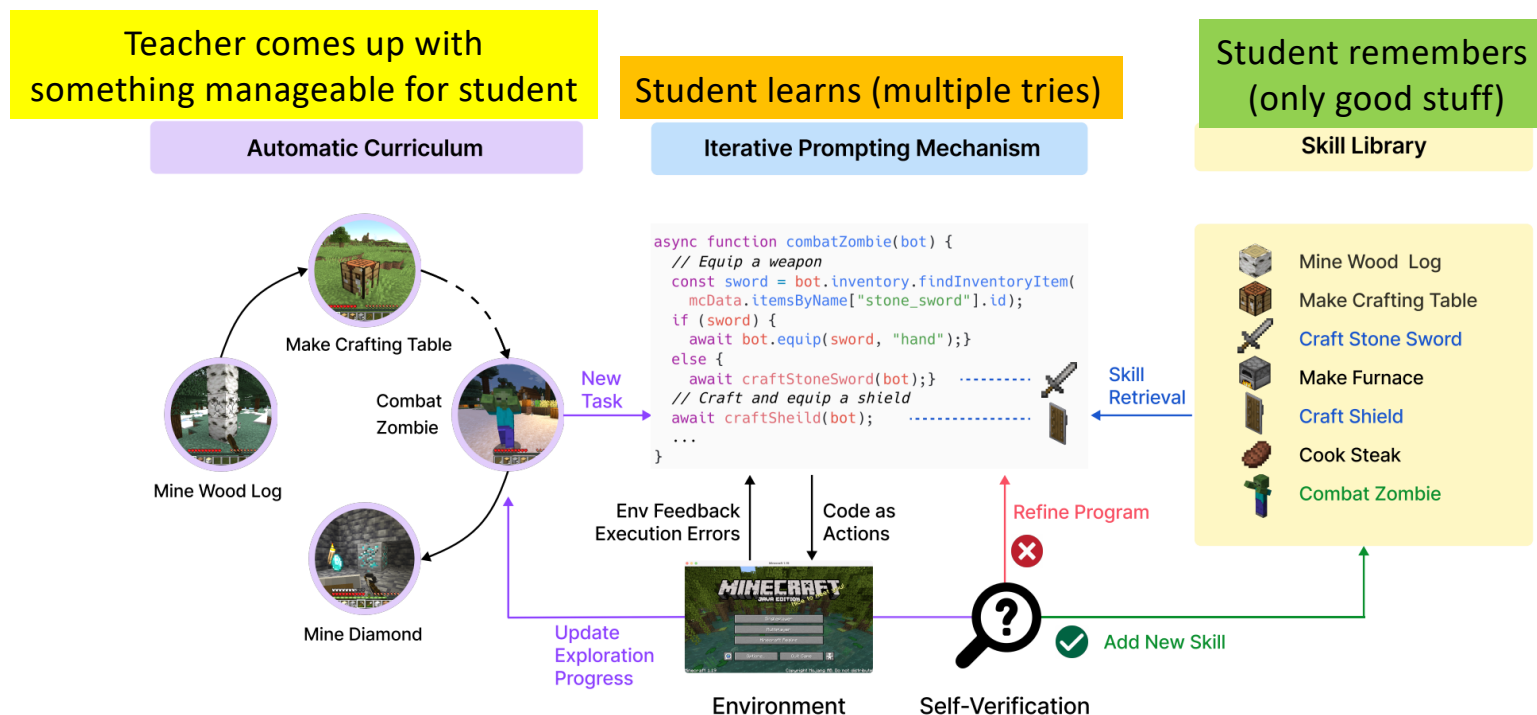 Teacher comes up with
something manageable for student
Student learns (multiple tries)
Student remembers
(only good stuff)
Automatic Curriculum
Iterative Prompting Mechanism
Skill Library
Make Crafting Table
Mine Wood Log
Combat
Zombie
Mine Diamond
New
Task
async function combatZombie(bot) {
// Equip a weapon
const sword = bot.inventory.findInventoryItem(
mcData.itemsByName["stone_sword"].id);
if (sword) {
await bot.equip(sword, "hand");}
else {
await craftStoneSword(bot);}
// Craft and equip a shield
await craftSheild(bot);
...
}
Skill
Retrieval
Mine Wood Log
Make Crafting Table
Craft Stone Sword
Make Furnace
Craft Shield
Cook Steak
Combat Zombie
Env Feedback
Execution Errors
Code as
Actions
Refine Program
MINECRAFT
JAVA EDITION
Update
Exploration
Progress
?
Add New Skill
Environment
Self-Verification